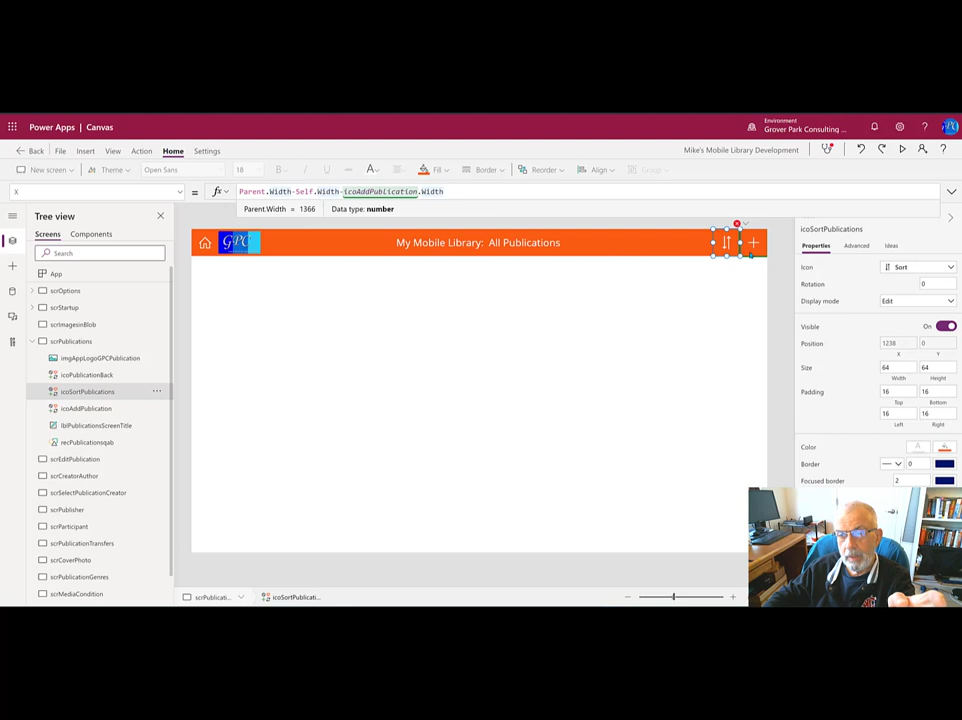 Power Apps | Canvas
Environment
Grover Park Consulting ...
GPC
Back File Insert View Action Home Settings
Mike's Mobile Library Development
New screen Theme Open Sans 18 B I U A Fill Border Reorder Align Group
X = fx Parent.Width-Self.Width-icoAddPublication.Width
Parent.Width = 1366 Data type: number
Tree view
Screens Components
Search
App
scrOptions
scrStartup
scrImagesinBlob
scrPublications
imgAppLogoGPCPublication
icoPublicationBack
icoSortPublications ...
icoAddPublication
lblPublicationsScreenTitle
recPublicationsqab
scrEditPublication
scrCreatorAuthor
scrSelectPublicationCreator
scrPublisher
scrParticipant
scrPublicationTransfers
scrCoverPhoto
scrPublicationGenres
scrMediaCondition
GPC My Mobile Library: All Publications
icoSortPublications
Properties Advanced Ideas
Icon Sort
Rotation 0
Display mode Edit
Visible On
Position 1238 0
X Y
Size 64 64
Width Height
Padding 16 16
Top Bottom
16 16
Left Right
Color A
Border 0
Focused border 2
scrPublicati... icoSortPublicati...